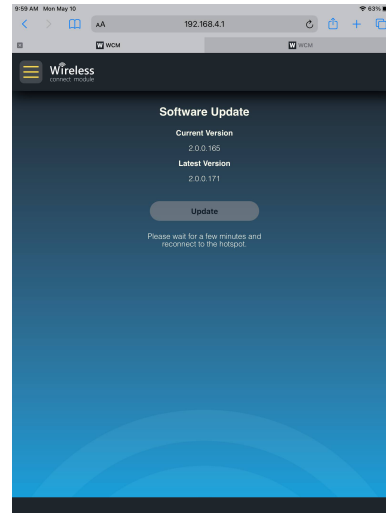 9:59 AM Mon May 10
63%
AA
192.168.4.1
W WCM
W WCM
Wireless
connect module
Software Update
Current Version
2.0.0.165
Latest Version
2.0.0.171
Update
Please wait for a few minutes and
reconnect to the hotspot.